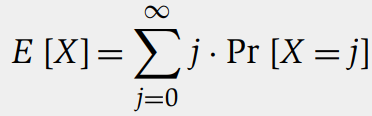 E [X] = ∑_{j=0}^{∞} j · Pr [X = j]